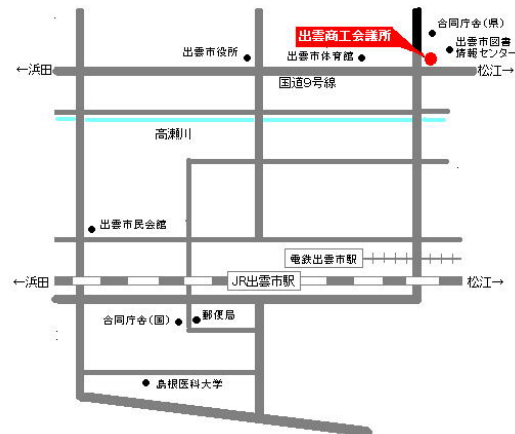 合同庁舎(県)
出雲商工会議所
出雲市図書
情報センター
出雲市役所
出雲市体育館
←浜田
松江→
国道9号線
高瀬川
出雲市民会館
電鉄出雲市駅
←浜田
JR出雲市駅
松江→
合同庁舎(国)
郵便局
島根医科大学